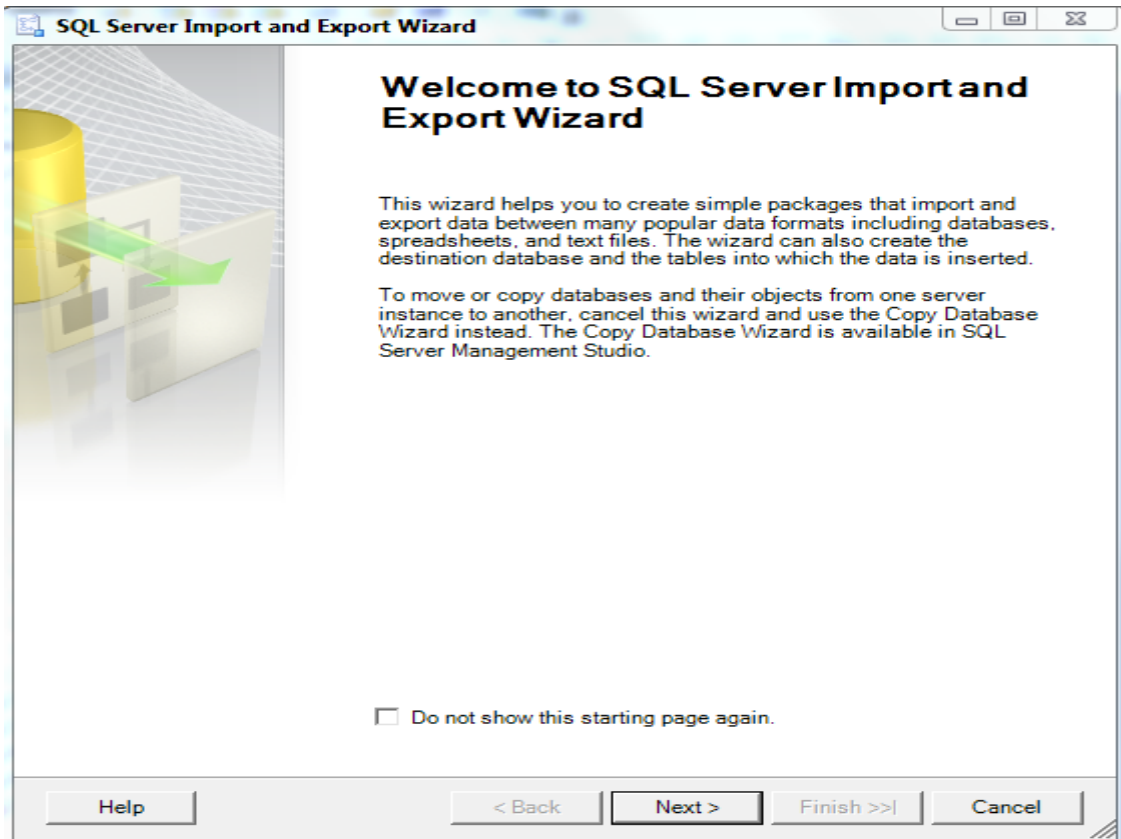 SQL Server Import and Export Wizard
Welcome to SQL Server Import and
Export Wizard
This wizard helps you to create simple packages that import and
export data between many popular data formats including databases,
spreadsheets, and text files. The wizard can also create the
destination database and the tables into which the data is inserted.
To move or copy databases and their objects from one server
instance to another, cancel this wizard and use the Copy Database
Wizard instead. The Copy Database Wizard is available in SQL
Server Management Studio.
Do not show this starting page again.
Help
< Back
Next >
Finish >>|
Cancel